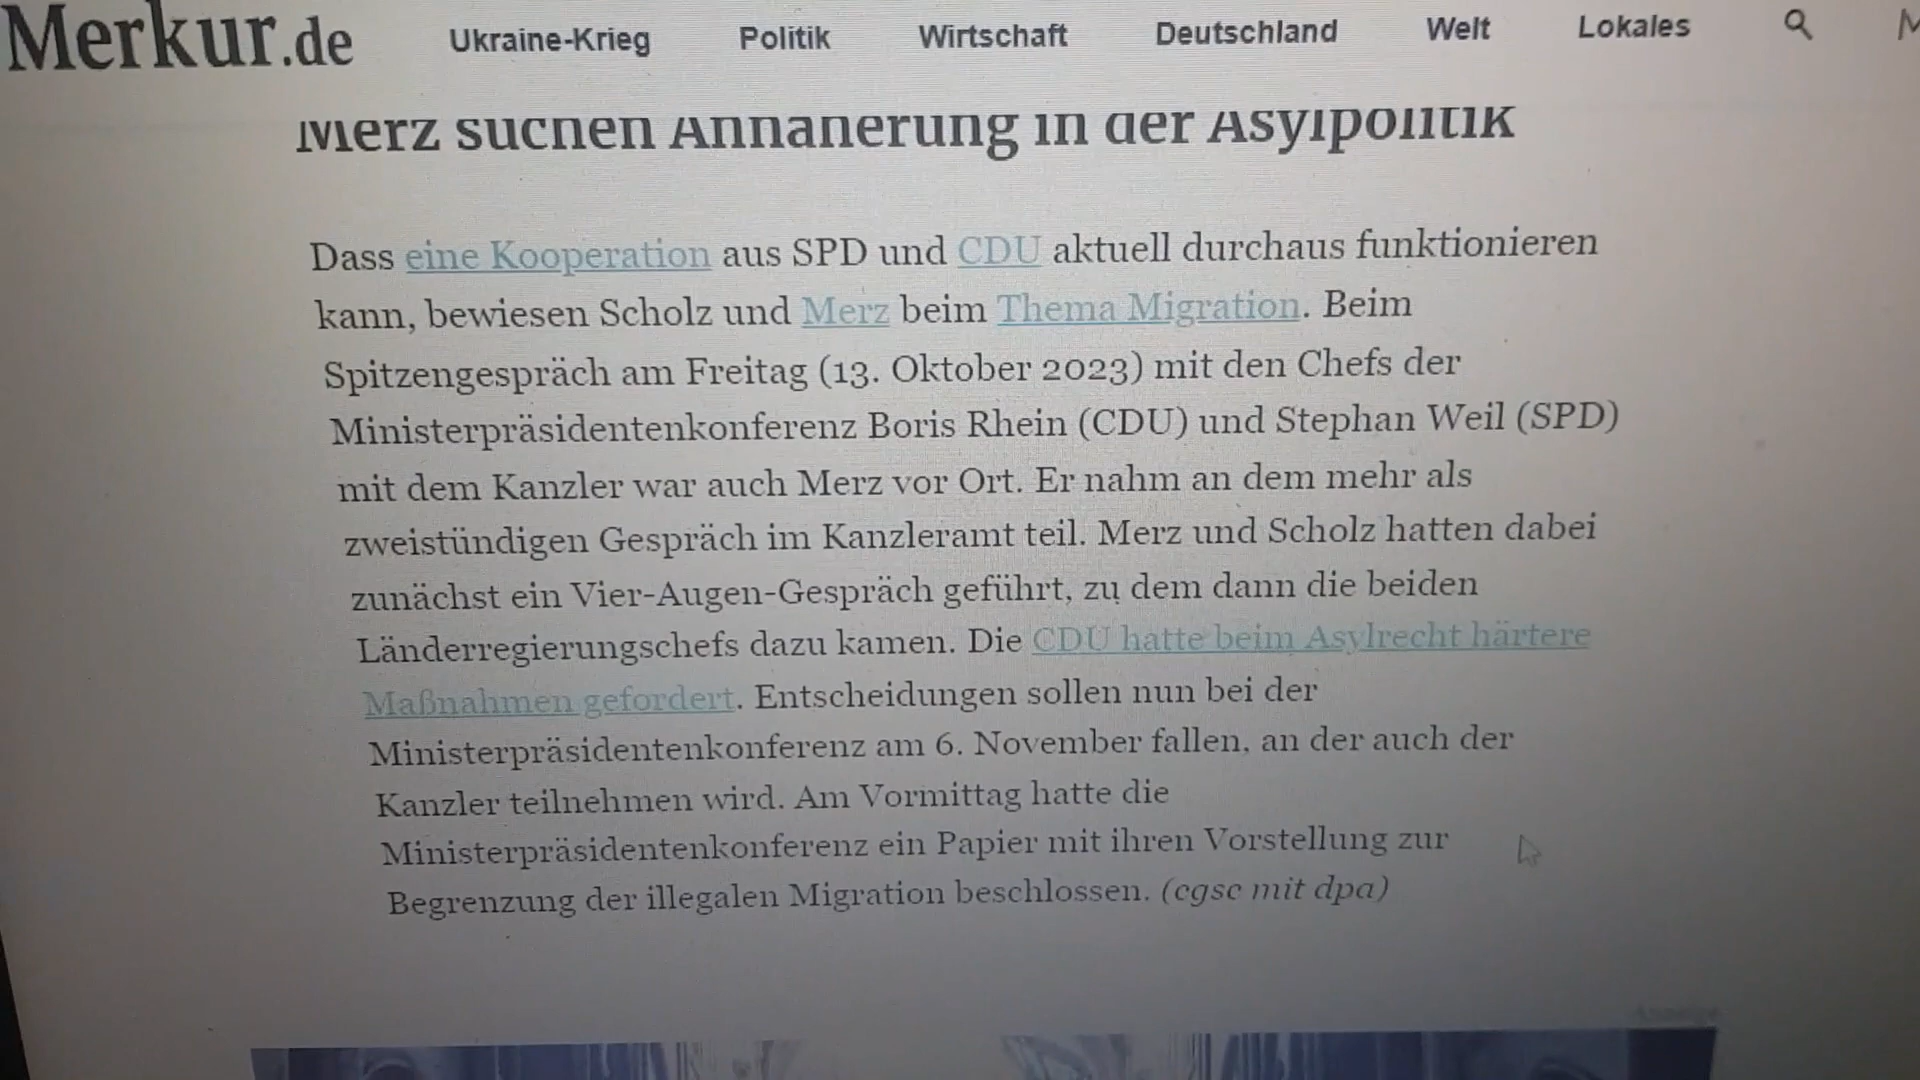 Merkur.de Ukraine-Krieg Politik Wirtschaft Deutschland Welt Lokales
Merz suchen Annäherung in der Asylpolitik
Dass eine Kooperation aus SPD und CDU aktuell durchaus funktionieren
kann, bewiesen Scholz und Merz beim Thema Migration. Beim
Spitzengespräch am Freitag (13. Oktober 2023) mit den Chefs der
Ministerpräsidentenkonferenz Boris Rhein (CDU) und Stephan Weil (SPD)
mit dem Kanzler war auch Merz vor Ort. Er nahm an dem mehr als
zweistündigen Gespräch im Kanzleramt teil. Merz und Scholz hatten dabei
zunächst ein Vier-Augen-Gespräch geführt, zu dem dann die beiden
Länderregierungschefs dazu kamen. Die CDU hatte beim Asylrecht härtere
Maßnahmen gefordert. Entscheidungen sollen nun bei der
Ministerpräsidentenkonferenz am 6. November fallen, an der auch der
Kanzler teilnehmen wird. Am Vormittag hatte die
Ministerpräsidentenkonferenz ein Papier mit ihren Vorstellung zur
Begrenzung der illegalen Migration beschlossen. (cgsc mit dpa)
Anzeige